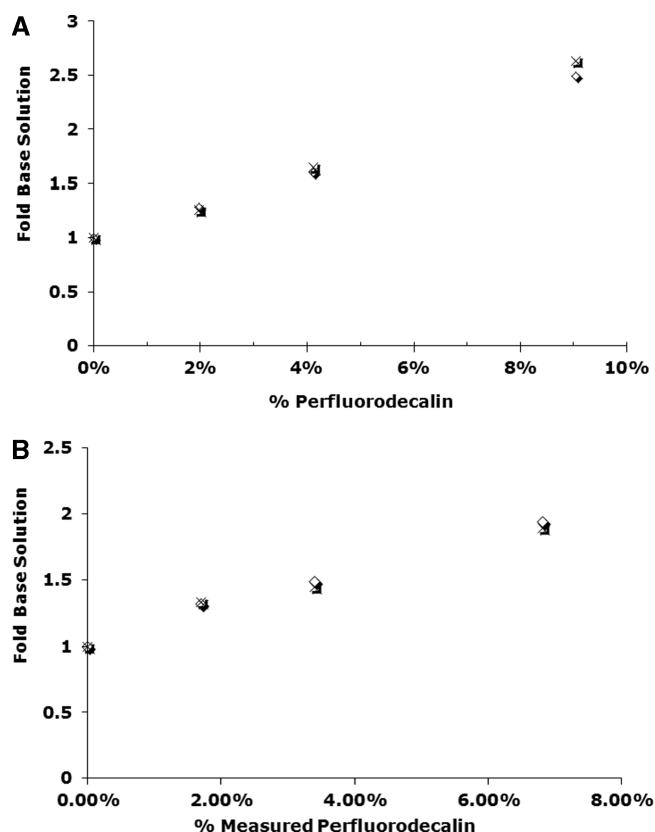 A
3
2.5
2
1.5
1
0.5
0
Fold Base Solution
0% 2% 4% 6% 8% 10%
% Perfluorodecalin
B
2.5
2
1.5
1
0.5
0
Fold Base Solution
0.00% 2.00% 4.00% 6.00% 8.00%
% Measured Perfluorodecalin